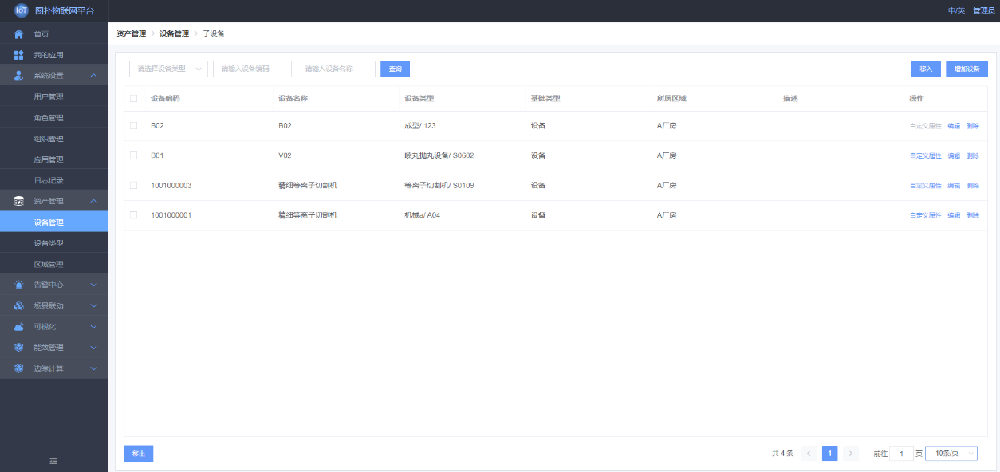 IOT 图扑物联网平台
中/英 管理员
首页
我的应用
系统设置
用户管理
角色管理
组织管理
应用管理
日志记录
资产管理
设备管理
设备类型
区域管理
告警中心
场景联动
可视化
能效管理
边缘计算
资产管理 > 设备管理 > 子设备
请选择设备类型 请输入设备编码 请输入设备名称 查询 移入 增加设备
设备编码 设备名称 设备类型 基础类型 所属区域 描述 操作
B02 B02 成型/ 123 设备 A厂房 自定义属性 编辑 删除
B01 V02 喷丸抛丸设备/ S0602 设备 A厂房 自定义属性 编辑 删除
1001000003 精细等离子切割机 等离子切割机/ S0109 设备 A厂房 自定义属性 编辑 删除
1001000001 精细等离子切割机 机械a/ A04 设备 A厂房 自定义属性 编辑 删除
移出 共 4 条 < 1 > 前往 1 页 10条/页